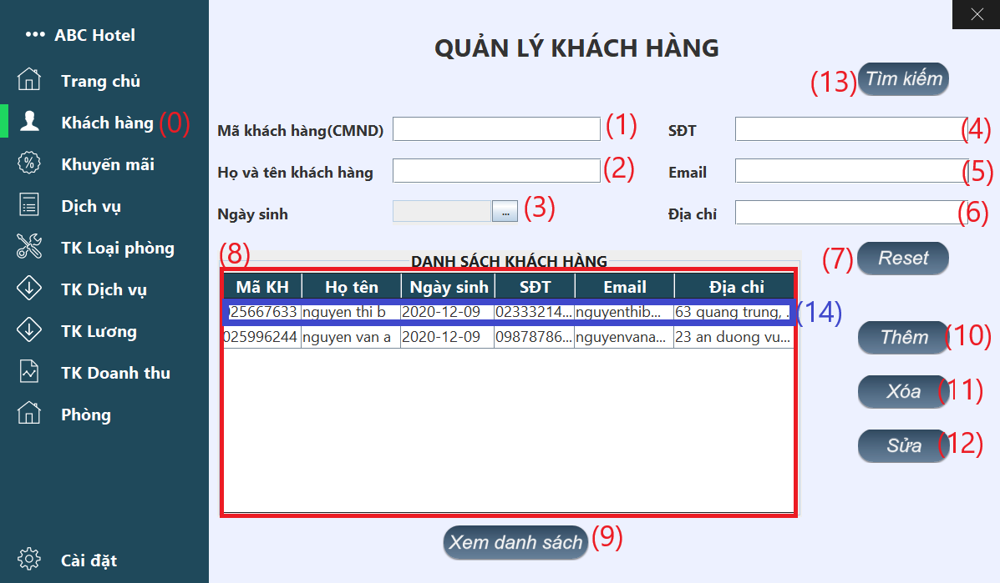 ABC Hotel
Trang chủ
Khách hàng (0)
Khuyến mãi
Dịch vụ
TK Loại phòng
TK Dịch vụ
TK Lương
TK Doanh thu
Phòng
Cài đặt
QUẢN LÝ KHÁCH HÀNG
(13) Tìm kiếm
Mã khách hàng(CMND) (1) SĐT (4)
Họ và tên khách hàng (2) Email (5)
Ngày sinh ... (3) Địa chỉ (6)
(7) Reset
(8) DANH SÁCH KHÁCH HÀNG
Mã KH Họ tên Ngày sinh SĐT Email Địa chỉ
025667633 nguyen thi b 2020-12-09 02333214... nguyenthib... 63 quang trung, .. (14)
025996244 nguyen van a 2020-12-09 09878786... nguyenvana... 23 an duong vu...
Thêm (10)
Xóa (11)
Sửa (12)
Xem danh sách (9)